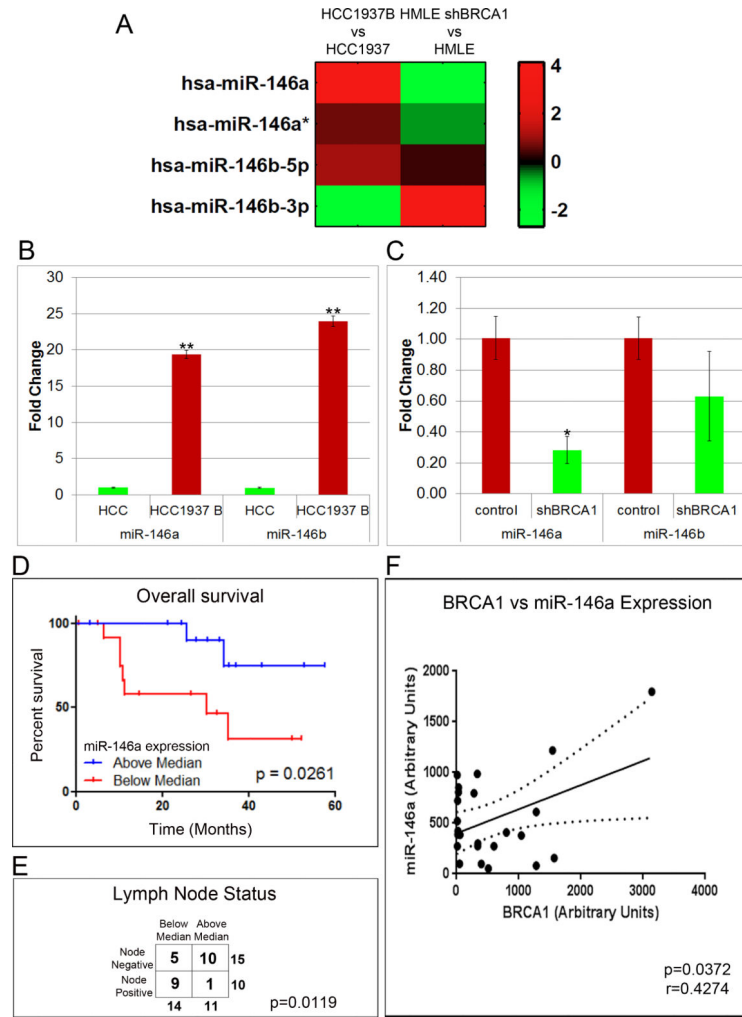 A
HCC1937B HMLE shBRCA1
vs vs
HCC1937 HMLE
hsa-miR-146a
hsa-miR-146a*
hsa-miR-146b-5p
hsa-miR-146b-3p
4
2
0
-2
B
Fold Change
30
25
20
15
10
5
0
**
**
HCC HCC1937 B HCC HCC1937 B
miR-146a miR-146b
C
Fold Change
1.40
1.20
1.00
0.80
0.60
0.40
0.20
0.00
*
control shBRCA1 control shBRCA1
miR-146a miR-146b
D
Overall survival
Percent survival
100
50
0
miR-146a expression
Above Median
Below Median
p = 0.0261
0 20 40 60
Time (Months)
E
Lymph Node Status
Below Above
Median Median
Node
Negative 5 10 15
Node
Positive 9 1 10
14 11
p=0.0119
F
BRCA1 vs miR-146a Expression
miR-146a (Arbitrary Units)
2000
1500
1000
500
0
0 1000 2000 3000 4000
BRCA1 (Arbitrary Units)
p=0.0372
r=0.4274